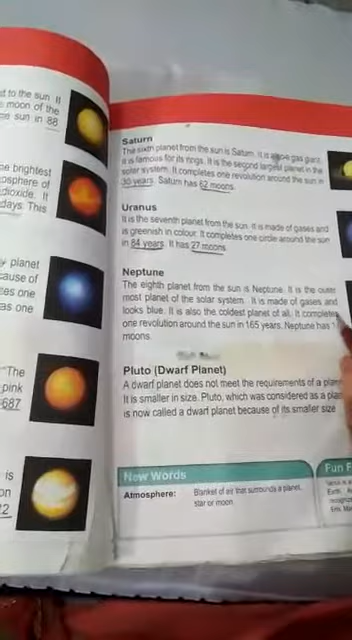 st to the sun. It
e moon of the
he sun in 88
he brightest
osphere of
dioxide. It
days. This
y planet
cause of
es one
as one
"The
pink
687
is
on
Saturn
The sixth planet from the sun is Saturn. It is also a gas giant.
It is famous for its rings. It is the second largest planet in the
solar system. It completes one revolution around the sun in
30 years. Saturn has 62 moons.
Uranus
It is the seventh planet from the sun. It is made of gases and
is greenish in colour. It completes one circle around the sun
in 84 years. It has 27 moons.
Neptune
The eighth planet from the sun is Neptune. It is the outer
most planet of the solar system. It is made of gases and
looks blue. It is also the coldest planet of all. It completes
one revolution around the sun in 165 years. Neptune has 1
moons.
Pluto (Dwarf Planet)
A dwarf planet does not meet the requirements of a plan
It is smaller in size. Pluto, which was considered as a pla
is now called a dwarf planet because of its smaller size
New Words
Atmosphere: Blanket of air that surrounds a planet,
star or moon.
Fun F
Earth,